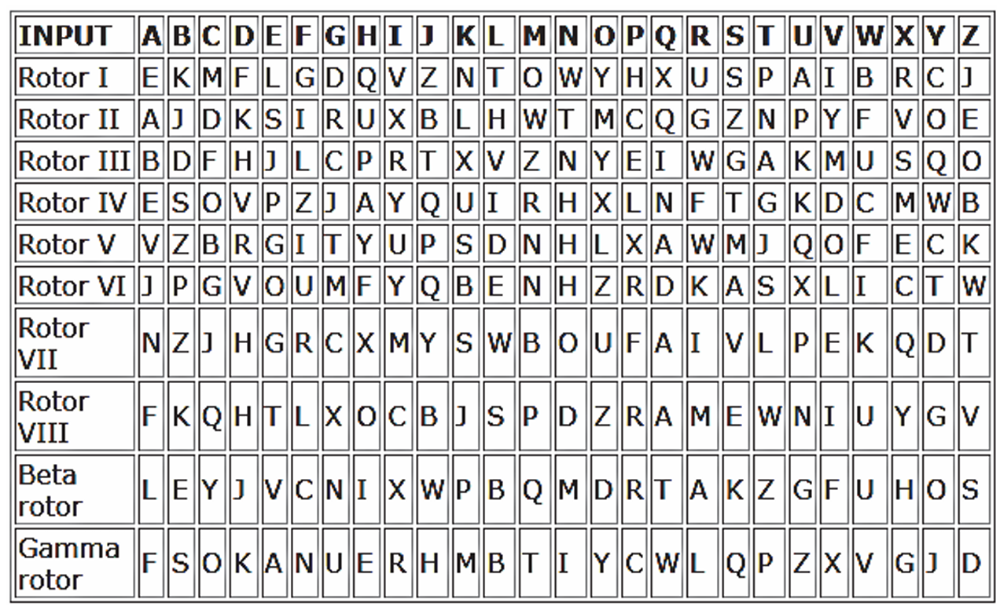 INPUT A B C D E F G H I J K L M N O P Q R S T U V W X Y Z
Rotor I E K M F L G D Q V Z N T O W Y H X U S P A I B R C J
Rotor II A J D K S I R U X B L H W T M C Q G Z N P Y F V O E
Rotor III B D F H J L C P R T X V Z N Y E I W G A K M U S Q O
Rotor IV E S O V P Z J A Y Q U I R H X L N F T G K D C M W B
Rotor V V Z B R G I T Y U P S D N H L X A W M J Q O F E C K
Rotor VI J P G V O U M F Y Q B E N H Z R D K A S X L I C T W
Rotor
VII N Z J H G R C X M Y S W B O U F A I V L P E K Q D T
Rotor
VIII F K Q H T L X O C B J S P D Z R A M E W N I U Y G V
Beta
rotor L E Y J V C N I X W P B Q M D R T A K Z G F U H O S
Gamma
rotor F S O K A N U E R H M B T I Y C W L Q P Z X V G J D